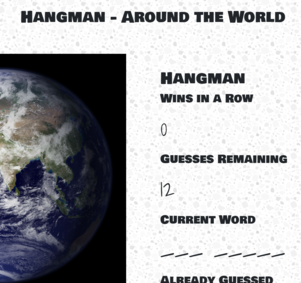 Hangman - Around the World
Hangman
Wins in a Row
0
Guesses Remaining
12
Current Word
___ _____
Already Guessed